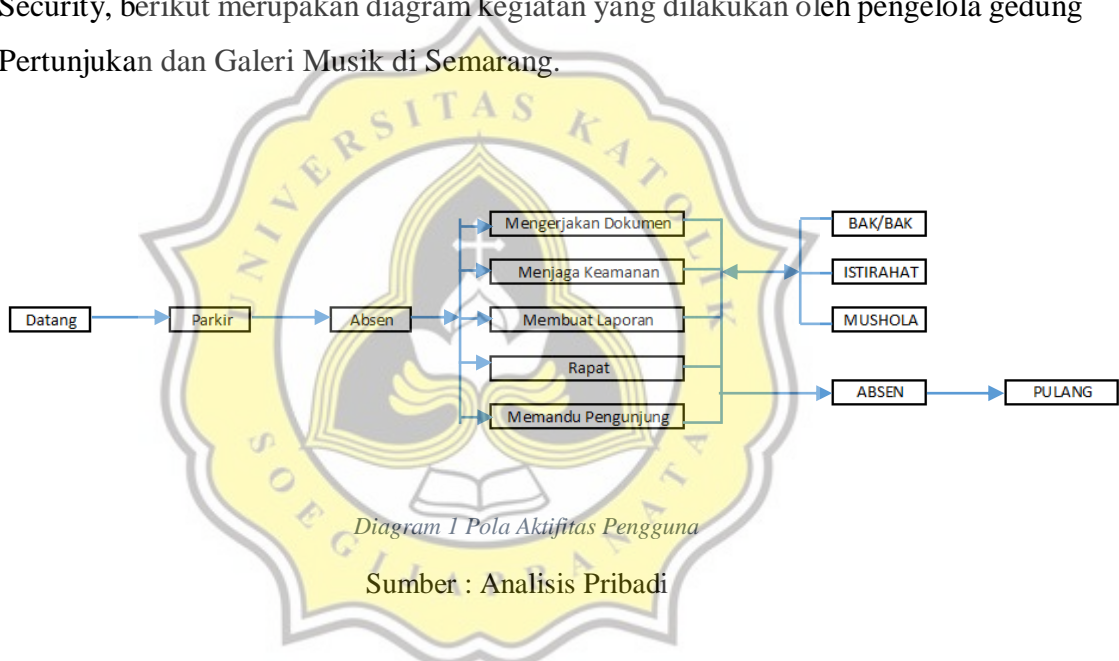 Security, berikut merupakan diagram kegiatan yang dilakukan oleh pengelola gedung
Pertunjukan dan Galeri Musik di Semarang.
UNIVERSITAS KATOLIK
SOEGIJAPRANATA
Datang
Parkir
Absen
Mengerjakan Dokumen
Menjaga Keamanan
Membuat Laporan
Rapat
Memandu Pengunjung
BAK/BAK
ISTIRAHAT
MUSHOLA
ABSEN
PULANG
Diagram 1 Pola Aktifitas Pengguna
Sumber : Analisis Pribadi